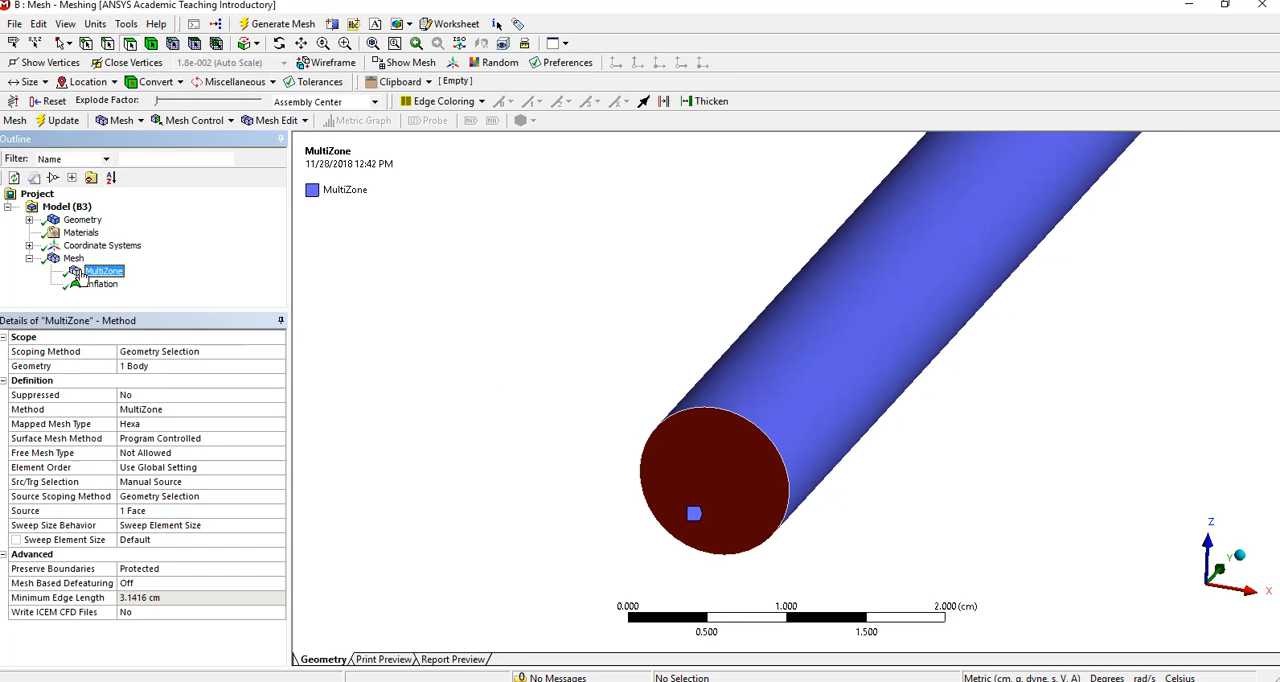 B : Mesh - Meshing [ANSYS Academic Teaching Introductory]
File Edit View Units Tools Help Generate Mesh A Worksheet
Show Vertices Close Vertices 1.8e-002 (Auto Scale) Wireframe Show Mesh Random Preferences
Size Location Convert Miscellaneous Tolerances Clipboard [Empty]
Reset Explode Factor: Assembly Center Edge Coloring Thicken
Mesh Update Mesh Mesh Control Mesh Edit Metric Graph Probe
Outline
Filter: Name
Project
Model (B3)
Geometry
Materials
Coordinate Systems
Mesh
MultiZone
Inflation
Details of "MultiZone" - Method
Scope
Scoping Method Geometry Selection
Geometry 1 Body
Definition
Suppressed No
Method MultiZone
Mapped Mesh Type Hexa
Surface Mesh Method Program Controlled
Free Mesh Type Not Allowed
Element Order Use Global Setting
Src/Trg Selection Manual Source
Source Scoping Method Geometry Selection
Source 1 Face
Sweep Size Behavior Sweep Element Size
Sweep Element Size Default
Advanced
Preserve Boundaries Protected
Mesh Based Defeaturing Off
Minimum Edge Length 3.1416 cm
Write ICEM CFD Files No
MultiZone
11/28/2018 12:42 PM
MultiZone
Z
Y
X
0.000 1.000 2.000 (cm)
0.500 1.500
Geometry Print Preview Report Preview
No Messages No Selection Metric (cm, g, dyne, s, V, A) Degrees rad/s Celsius